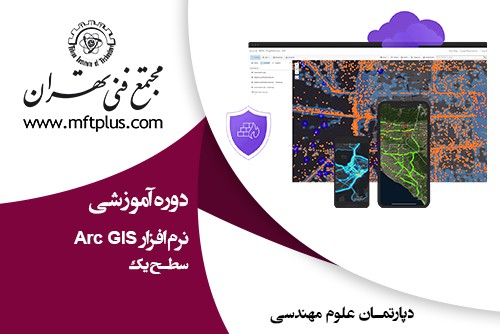 مجتمع فنی تهران
www.mftplus.com
دوره آموزشی
نرم افزار Arc GIS
سطح یک
دپارتمان علوم مهندسی